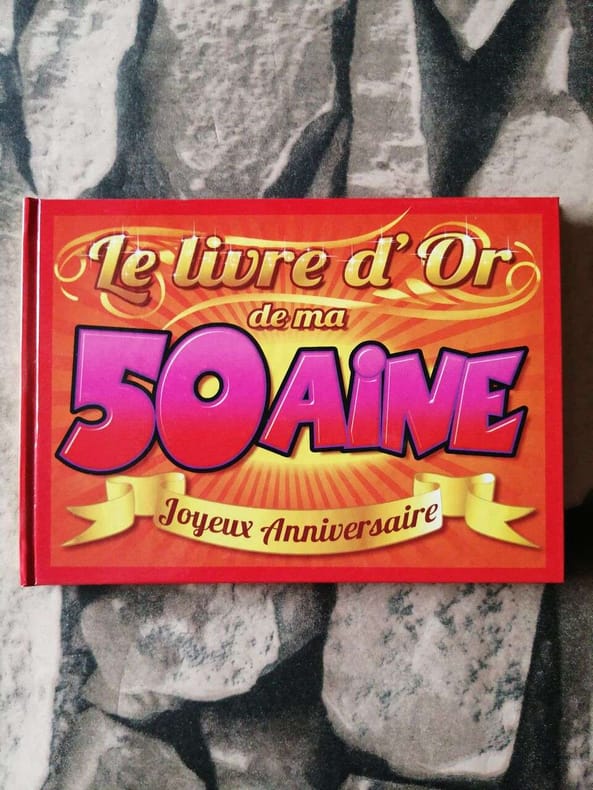 Le livre d'Or
de ma
50AiNE
Joyeux Anniversaire